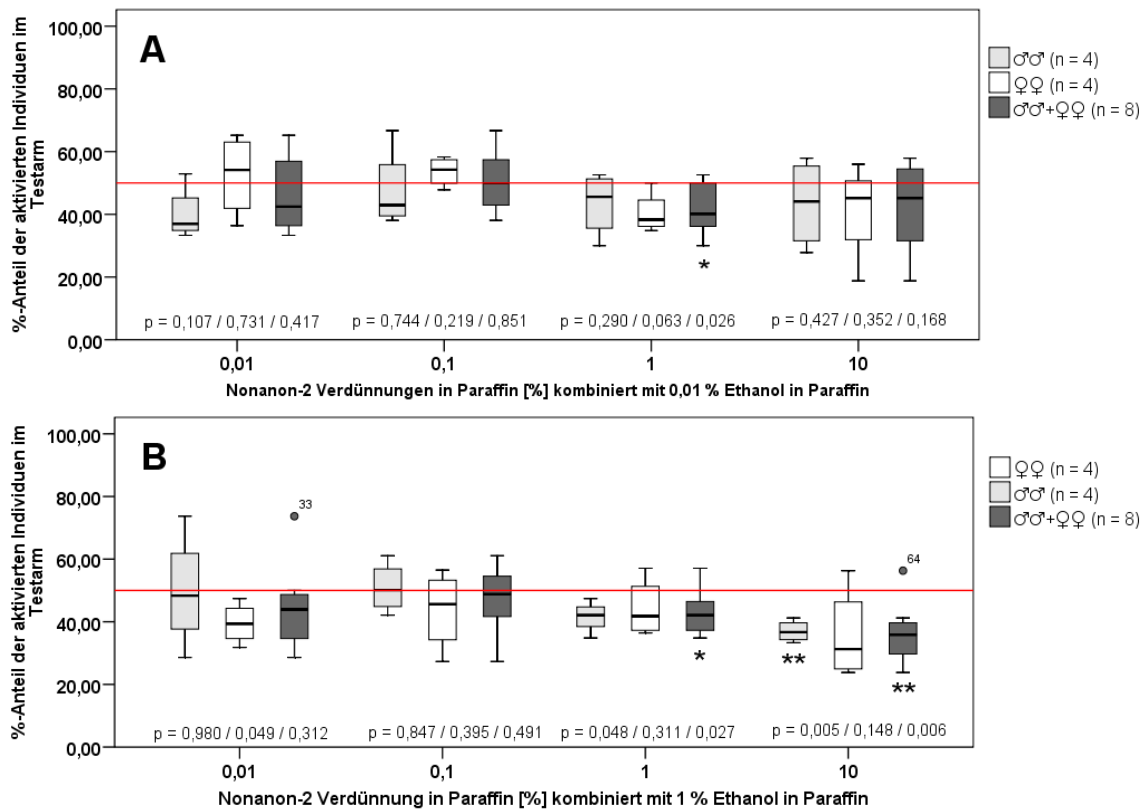 %-Anteil der aktivierten Individuen im
Testarm
100,00
80,00
60,00
40,00
20,00
0,00
A
*
p = 0,107 / 0,731 / 0,417
p = 0,744 / 0,219 / 0,851
p = 0,290 / 0,063 / 0,026
p = 0,427 / 0,352 / 0,168
0,01
0,1
1
10
Nonanon-2 Verdünnungen in Paraffin [%] kombiniert mit 0,01 % Ethanol in Paraffin
♂♂ (n = 4)
♀♀ (n = 4)
♂♂+♀♀ (n = 8)
%-Anteil der aktivierten Individuen im
Testarm
100,00
80,00
60,00
40,00
20,00
0,00
B
33
64
*
**
**
p = 0,980 / 0,049 / 0,312
p = 0,847 / 0,395 / 0,491
p = 0,048 / 0,311 / 0,027
p = 0,005 / 0,148 / 0,006
0,01
0,1
1
10
Nonanon-2 Verdünnung in Paraffin [%] kombiniert mit 1 % Ethanol in Paraffin
♀♀ (n = 4)
♂♂ (n = 4)
♂♂+♀♀ (n = 8)